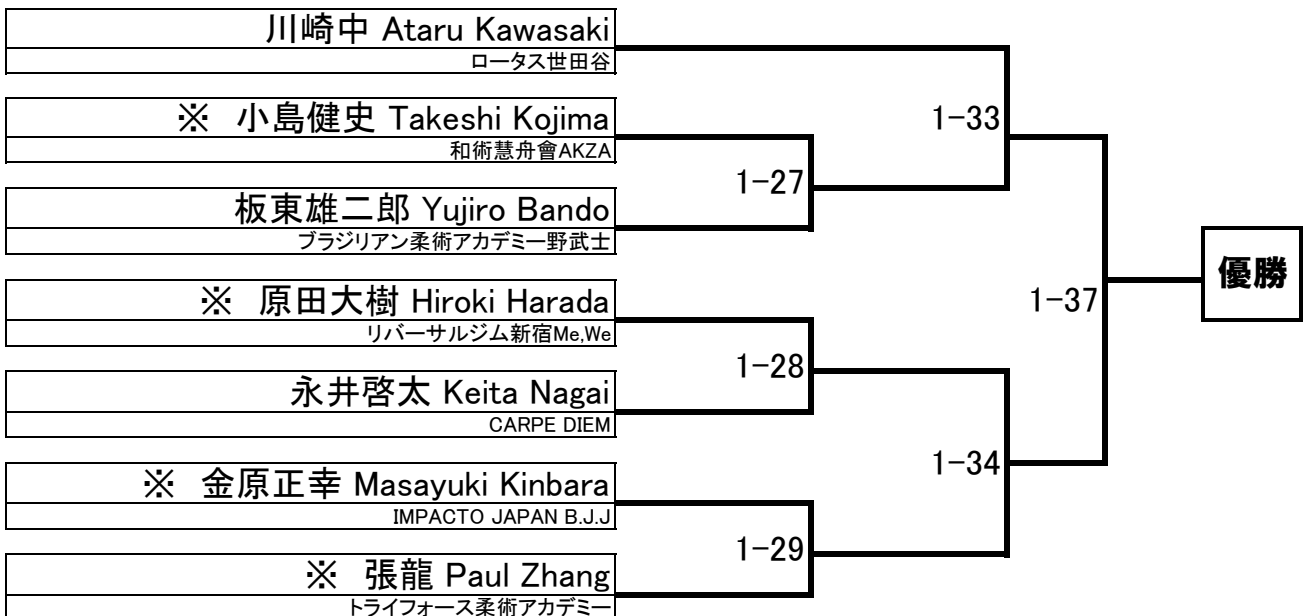 川崎中 Ataru Kawasaki
ロータス世田谷
※ 小島健史 Takeshi Kojima
和術慧舟會AKZA
板東雄二郎 Yujiro Bando
ブラジリアン柔術アカデミー野武士
※ 原田大樹 Hiroki Harada
リバーサルジム新宿Me,We
永井啓太 Keita Nagai
CARPE DIEM
※ 金原正幸 Masayuki Kinbara
IMPACTO JAPAN B.J.J
※ 張龍 Paul Zhang
トライフォース柔術アカデミー
1-27
1-28
1-29
1-33
1-34
1-37
優勝